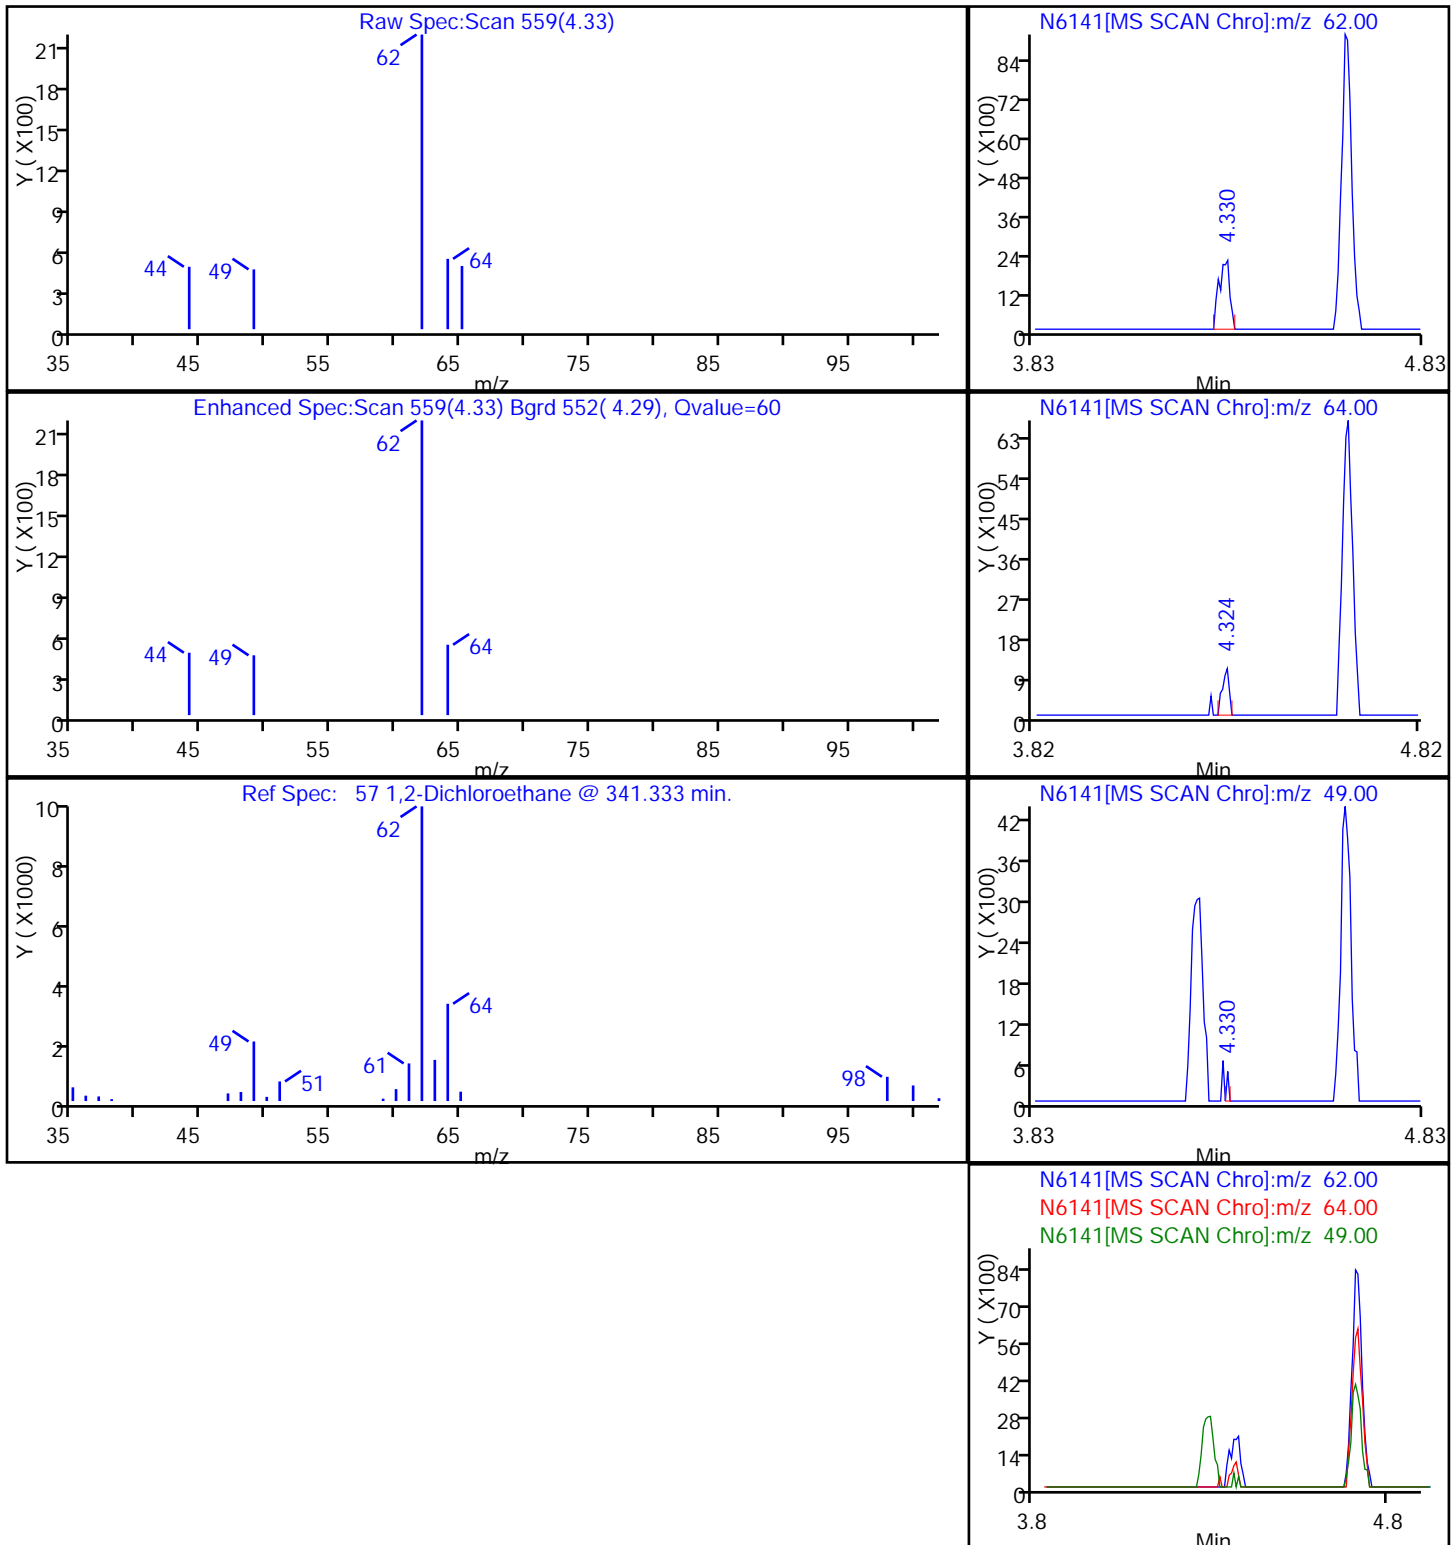 Raw Spec:Scan 559(4.33)
Y ( X100)
21
18
15
12
9
6
3
0
62
44
49
64
35 45 55 65 75 85 95
m/z
N6141[MS SCAN Chro]:m/z 62.00
Y ( X100)
84
72
60
48
36
24
12
0
4.330
3.83 4.83
Min
Enhanced Spec:Scan 559(4.33) Bgrd 552( 4.29), Qvalue=60
Y ( X100)
21
18
15
12
9
6
3
0
62
44
49
64
35 45 55 65 75 85 95
m/z
N6141[MS SCAN Chro]:m/z 64.00
Y ( X100)
63
54
45
36
27
18
9
0
4.324
3.82 4.82
Min
Ref Spec: 57 1,2-Dichloroethane @ 341.333 min.
Y ( X1000)
10
8
6
4
2
0
62
64
49
51
61
98
35 45 55 65 75 85 95
m/z
N6141[MS SCAN Chro]:m/z 49.00
Y ( X100)
42
36
30
24
18
12
6
0
4.330
3.83 4.83
Min
N6141[MS SCAN Chro]:m/z 62.00
N6141[MS SCAN Chro]:m/z 64.00
N6141[MS SCAN Chro]:m/z 49.00
Y ( X100)
84
70
56
42
28
14
0
3.8 4.8
Min